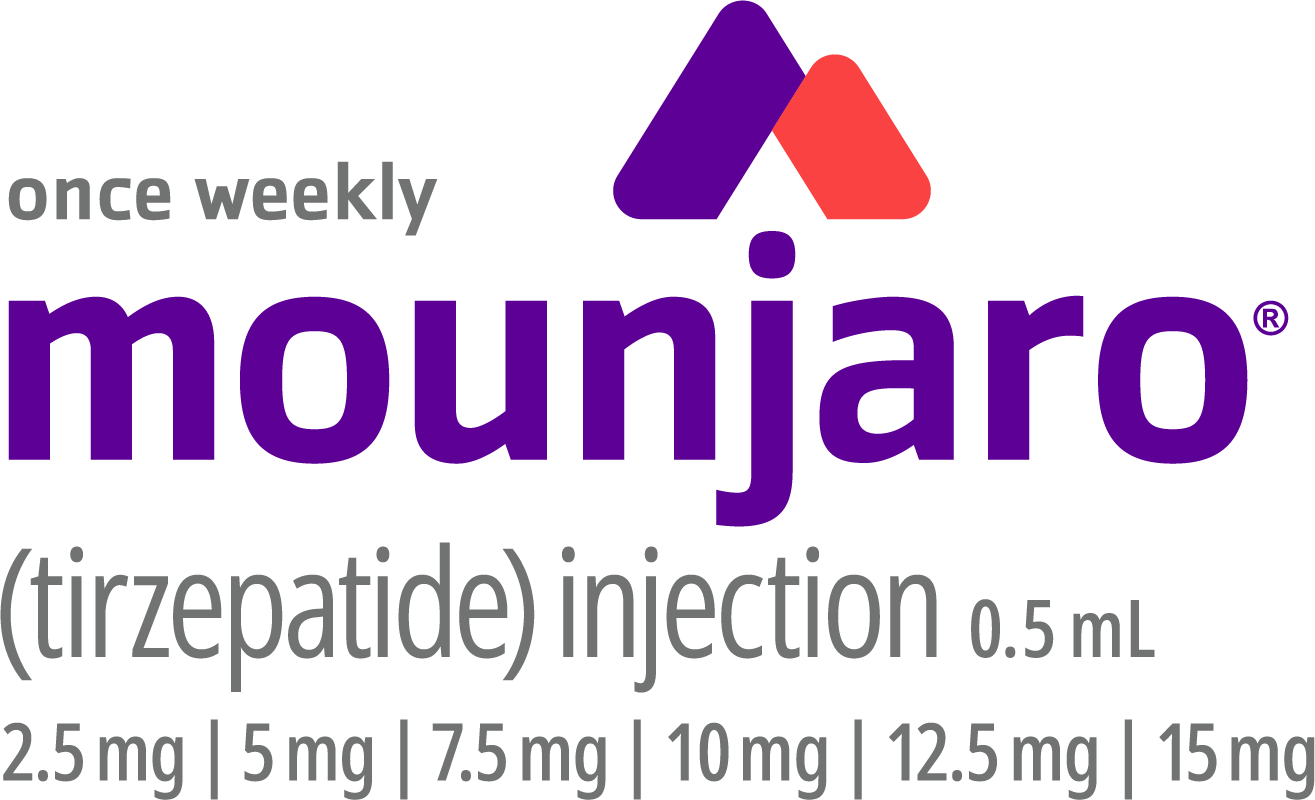 once weekly
mounjaro®
(tirzepatide) injection 0.5 mL
2.5 mg | 5 mg | 7.5 mg | 10 mg | 12.5 mg | 15 mg